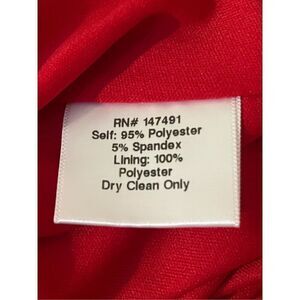 RN# 147491
Self: 95% Polyester
5% Spandex
Lining: 100%
Polyester
Dry Clean Only